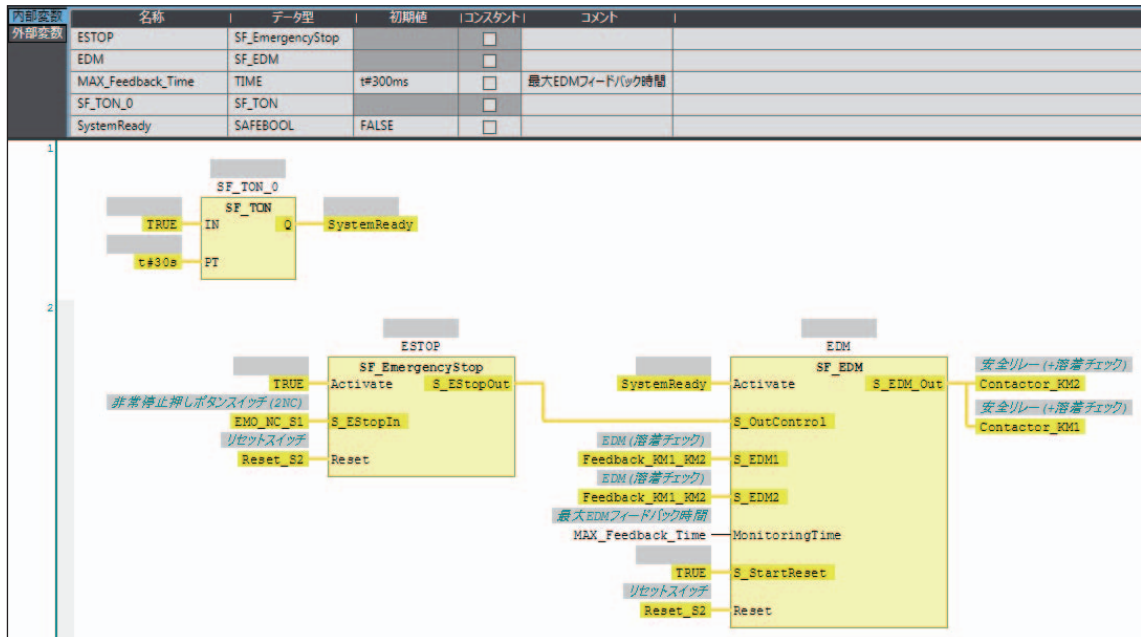 内部変数 名称 データ型 初期値 コンスタント コメント
外部変数 ESTOP SF_EmergencyStop
EDM SF_EDM
MAX_Feedback_Time TIME t#300ms 最大EDMフィードバック時間
SF_TON_0 SF_TON
SystemReady SAFEBOOL FALSE
1
SF_TON_0
SF_TON
TRUE IN Q SystemReady
t#30s PT
2
ESTOP
SF_EmergencyStop
TRUE Activate S_EStopOut
非常停止押しボタンスイッチ(2NC)
EMO_NC_S1 S_EStopIn
リセットスイッチ
Reset_S2 Reset
EDM
SF_EDM
安全リレー(+溶着チェック)
SystemReady Activate S_EDM_Out Contactor_KM2
安全リレー(+溶着チェック)
Contactor_KM1
S_OutControl
EDM(溶着チェック)
Feedback_KM1_KM2 S_EDM1
EDM(溶着チェック)
Feedback_KM1_KM2 S_EDM2
最大EDMフィードバック時間
MAX_Feedback_Time MonitoringTime
TRUE S_StartReset
リセットスイッチ
Reset_S2 Reset